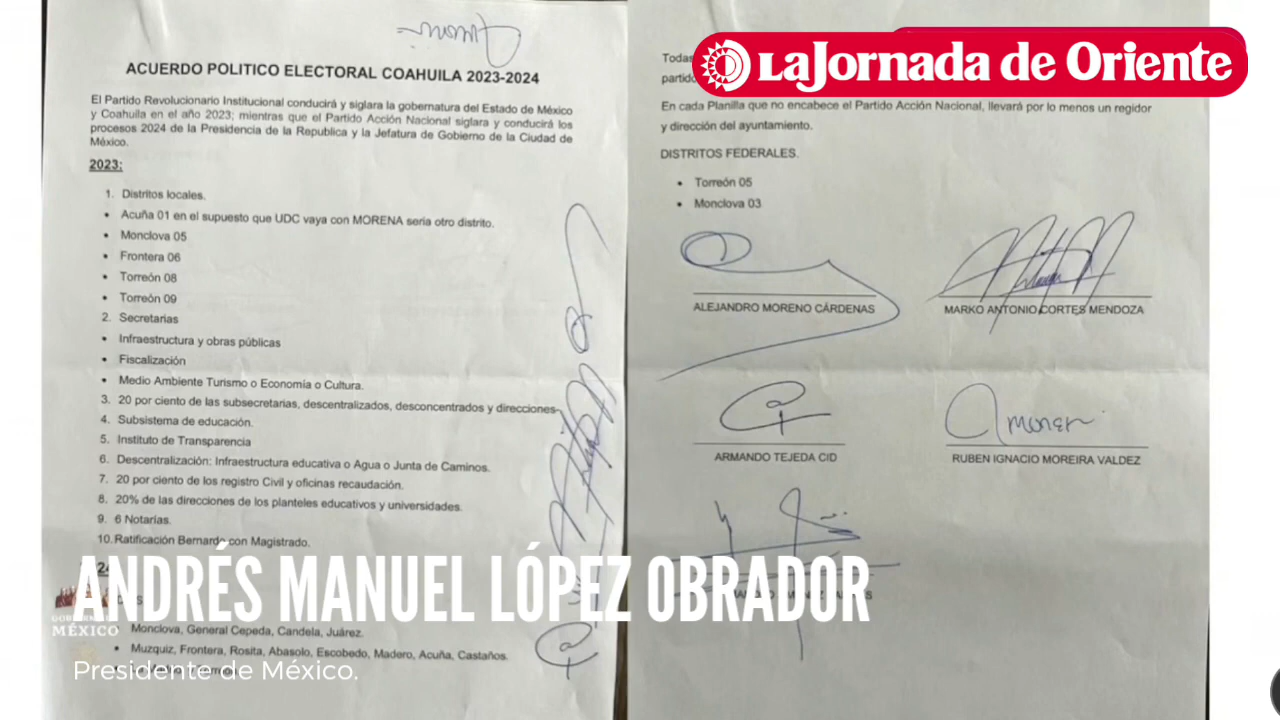 LaJornada de Oriente
ACUERDO POLITICO ELECTORAL COAHUILA 2023-2024
El Partido Revolucionario Institucional conducirá y siglara la gobernatura del Estado de México
y Coahuila en el año 2023; mientras que el Partido Acción Nacional siglara y conducirá los
procesos 2024 de la Presidencia de la Republica y la Jefatura de Gobierno de la Ciudad de
México.
2023:
1. Distritos locales.
• Acuña 01 en el supuesto que UDC vaya con MORENA seria otro distrito.
• Monclova 05
• Frontera 06
• Torreón 08
• Torreón 09
2. Secretarias
• Infraestructura y obras públicas
• Fiscalización
• Medio Ambiente Turismo o Economía o Cultura.
3. 20 por ciento de las subsecretarias, descentralizados, desconcentrados y direcciones
4. Subsistema de educación.
5. Instituto de Transparencia
6. Descentralización: Infraestructura educativa o Agua o Junta de Caminos.
7. 20 por ciento de los registro Civil y oficinas recaudación.
8. 20% de las direcciones de los planteles educativos y universidades.
9. 6 Notarías.
10. Ratificación Bernardo con Magistrado.
Monclova, General Cepeda, Candela, Juárez.
• Muzquiz, Frontera, Rosita, Abasolo, Escobedo, Madero, Acuña, Castaños.
Todas
En cada Planilla que no encabece el Partido Acción Nacional, llevará por lo menos un regidor
y dirección del ayuntamiento.
DISTRITOS FEDERALES.
• Torreón 05
• Monclova 03
ALEJANDRO MORENO CÁRDENAS
MARKO ANTONIO CORTES MENDOZA
ARMANDO TEJEDA CID
RUBEN IGNACIO MOREIRA VALDEZ
ANDRÉS MANUEL LÓPEZ OBRADOR
MÉXICO
Presidente de México.